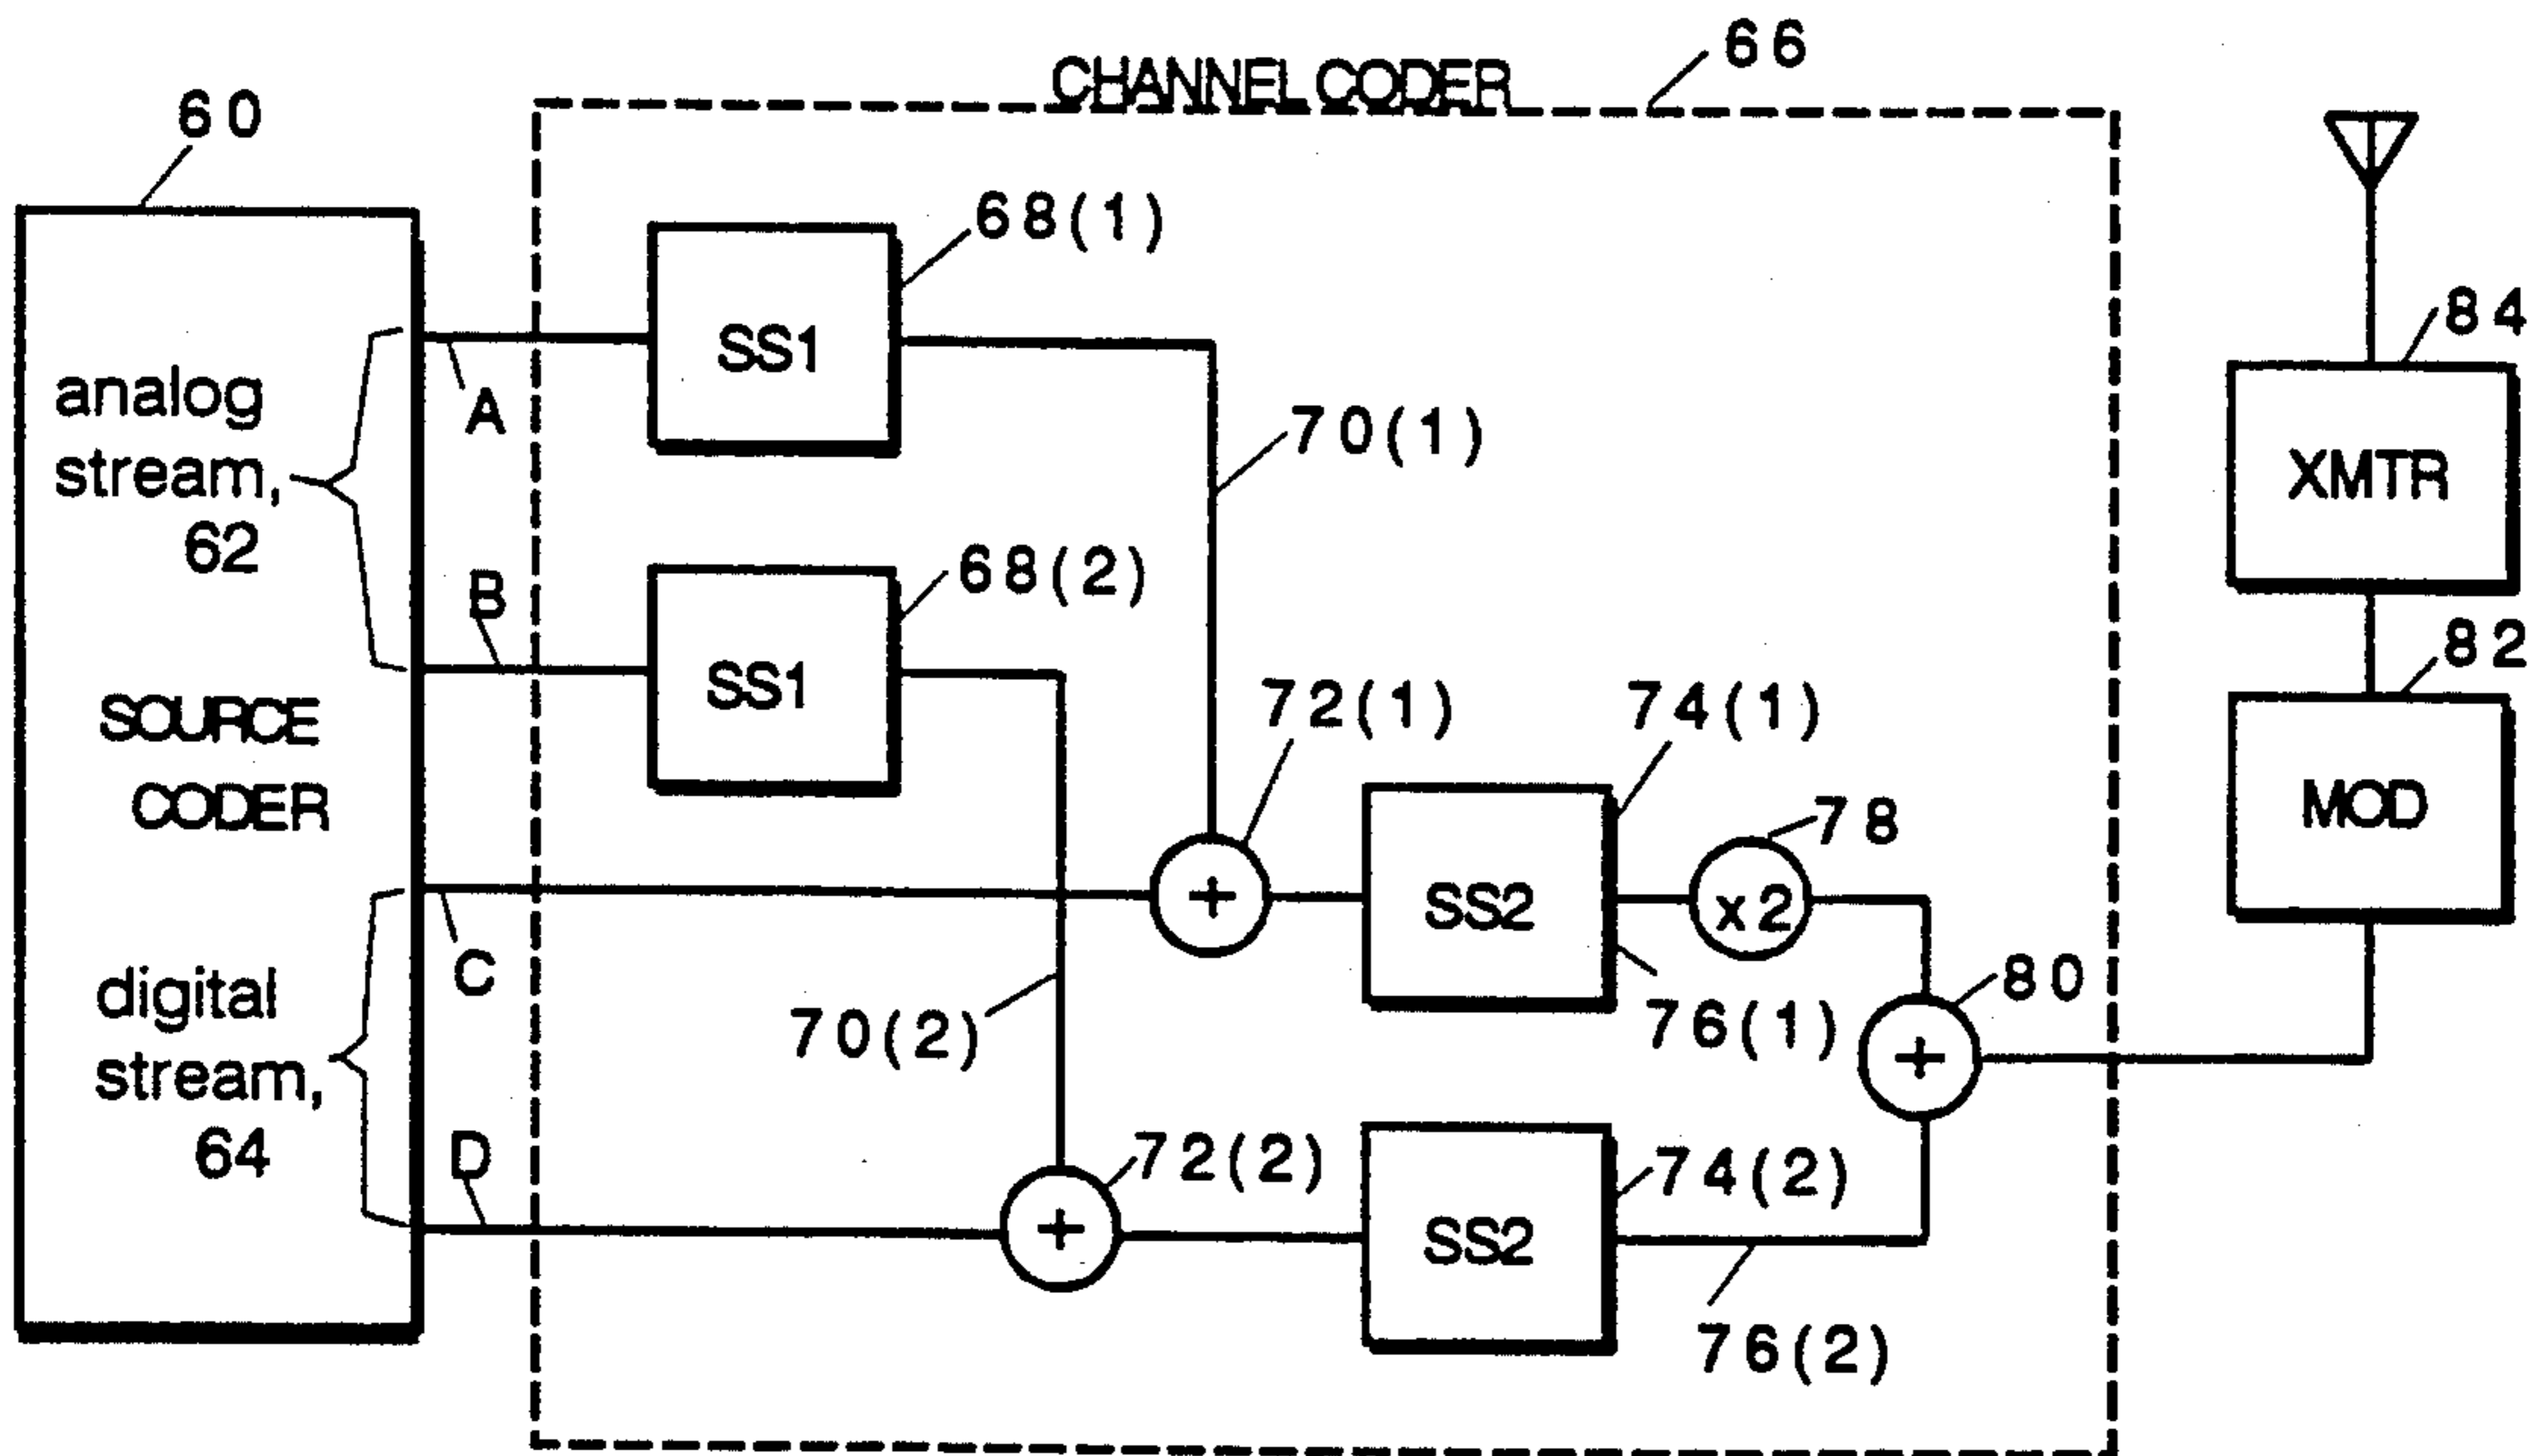 CHANNEL CODER
66
60
68(1)
SS1
84
analog
stream,
62
A
70(1)
XMTR
68(2)
B
SS1
82
72(1)
74(1)
SOURCE
CODER
78
MOD
+
SS2
x2
C
digital
stream,
64
70(2)
76(1)
80
+
D
72(2)
74(2)
+
SS2
76(2)